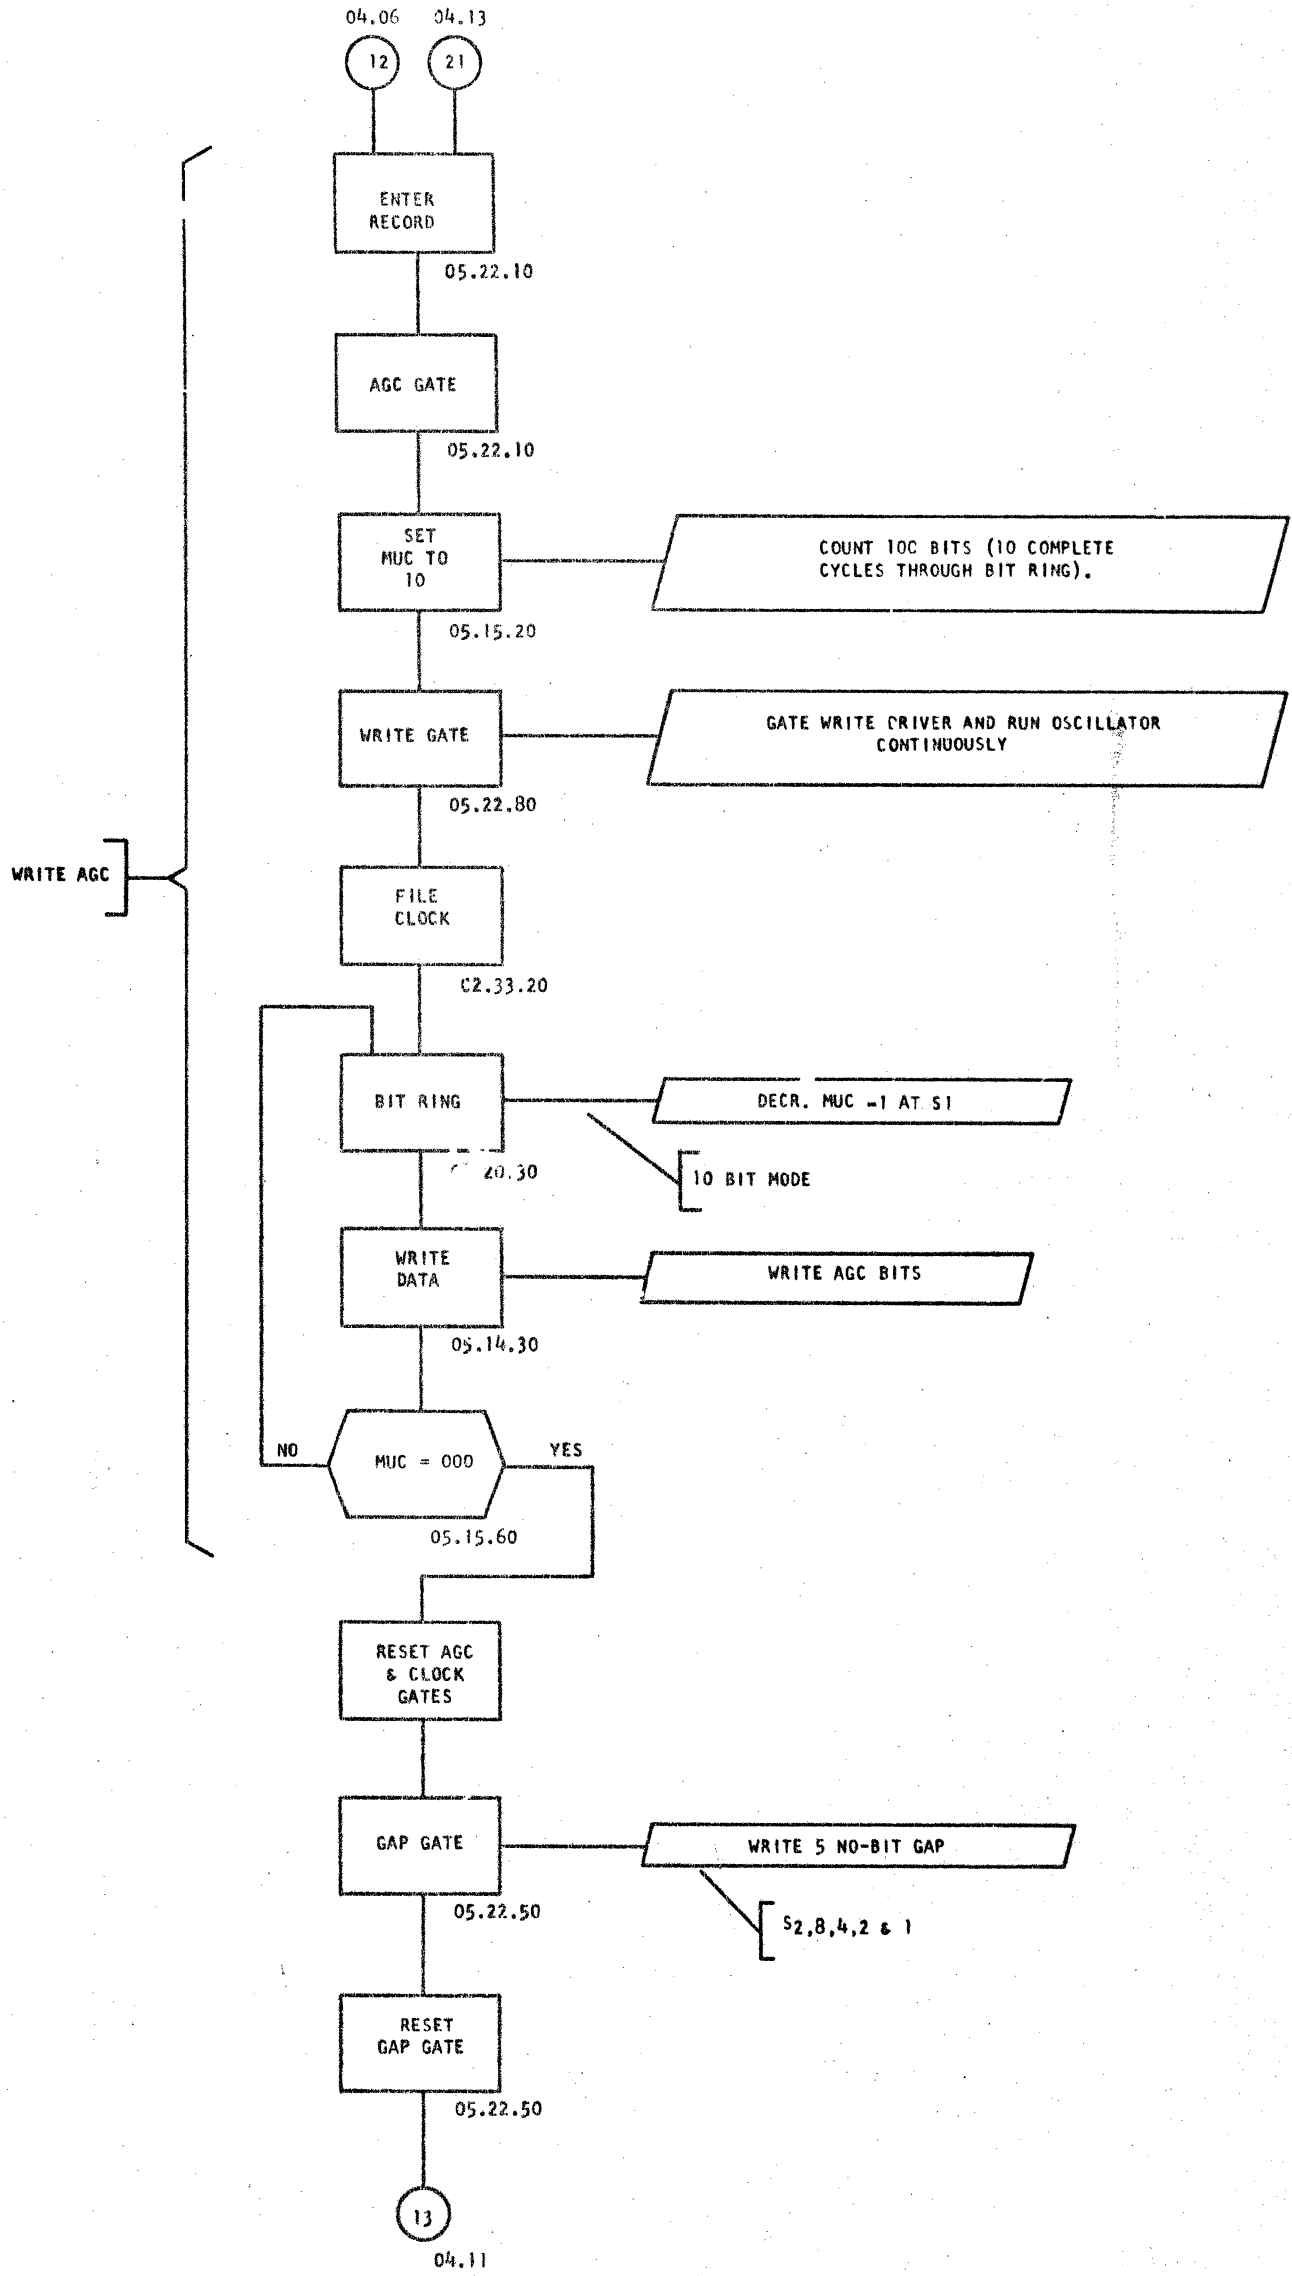 04.06 04.13
12 21
ENTER
RECORD
05.22.10
AGC GATE
05.22.10
SET
MUC TO
10
COUNT 10C BITS (10 COMPLETE
CYCLES THROUGH BIT RING).
05.15.20
WRITE GATE
GATE WRITE DRIVER AND RUN OSCILLATOR
CONTINUOUSLY
05.22.80
WRITE AGC
FILE
CLOCK
C2.33.20
BIT RING
DECR. MUC -1 AT S1
20.30
10 BIT MODE
WRITE
DATA
WRITE AGC BITS
05.14.30
NO
MUC = 000
YES
05.15.60
RESET AGC
& CLOCK
GATES
GAP GATE
WRITE 5 NO-BIT GAP
05.22.50
S2,8,4,2 & 1
RESET
GAP GATE
05.22.50
13
04.11